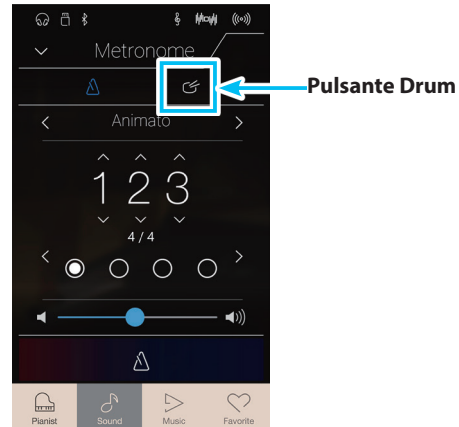 Metronome
Pulsante Drum
Animato
1 2 3
4 / 4
Pianist Sound Music Favorite